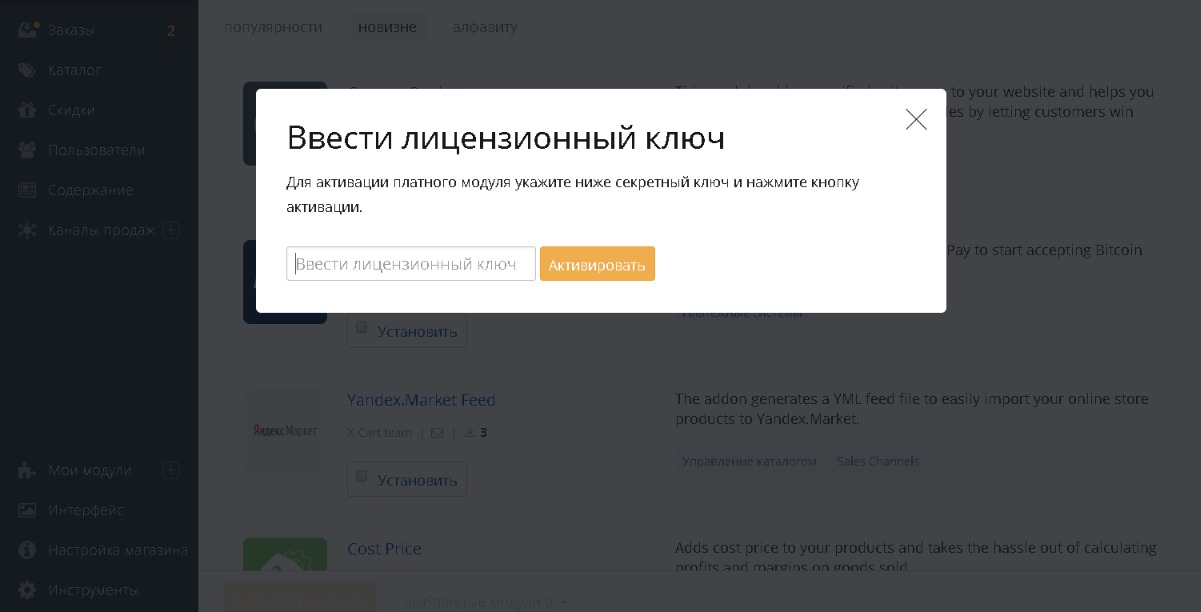 Заказы 2
Каталог
Скидки
Пользователи
Содержание
Каналы продаж
Мои модули
Интерфейс
Настройка магазина
Инструменты
популярности новизне алфавиту
to your website and helps you
es by letting customers win
Ввести лицензионный ключ
Для активации платного модуля укажите ниже секретный ключ и нажмите кнопку
активации.
Ввести лицензионный ключ Активировать
Pay to start accepting Bitcoin
Платежные системы
Установить
Yandex.Market Feed
X-Cart team | | 3
ЯндексМаркет
Установить
The addon generates a YML feed file to easily import your online store
products to Yandex.Market.
Управление каталогом Sales Channels
Cost Price
Adds cost price to your products and takes the hassle out of calculating
profits and margins on goods sold
выбранные модули 0